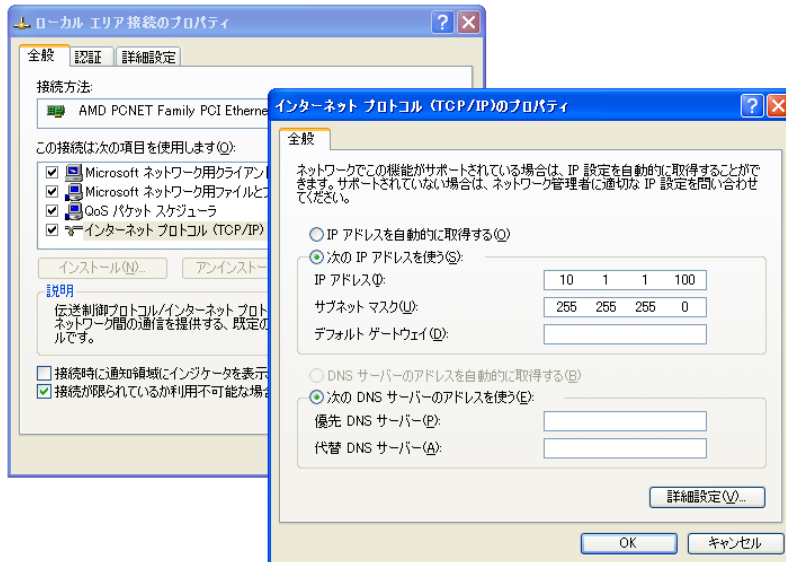 ローカル エリア接続のプロパティ
全般 認証 詳細設定
接続方法:
AMD PCNET Family PCI Etherne
この接続は次の項目を使用します(O):
Microsoft ネットワーク用クライアン
Microsoft ネットワーク用ファイルと
QoS パケット スケジューラ
インターネット プロトコル (TCP/IP)
インストール(N)... アンインストー
説明
伝送制御プロトコル/インターネット プロト
ネットワーク間の通信を提供する、既定の
ルです。
接続時に通知領域にインジケータを表示
接続が限られているか利用不可能な場合
インターネット プロトコル (TCP/IP)のプロパティ
全般
ネットワークでこの機能がサポートされている場合は、IP 設定を自動的に取得することがで
きます。サポートされていない場合は、ネットワーク管理者に適切な IP 設定を問い合わせ
てください。
IP アドレスを自動的に取得する(O)
次の IP アドレスを使う(S):
IP アドレス(I): 10 1 1 100
サブネット マスク(U): 255 255 255 0
デフォルト ゲートウェイ(D):
DNS サーバーのアドレスを自動的に取得する(B)
次の DNS サーバーのアドレスを使う(E):
優先 DNS サーバー(P):
代替 DNS サーバー(A):
詳細設定(V)...
OK キャンセル